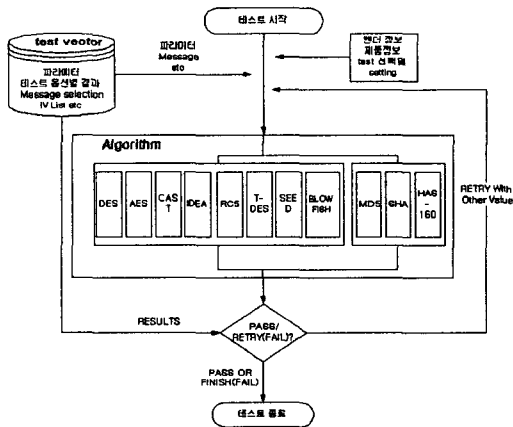 테스트 시작
test vector
파라미터
테스트 옵션별 결과
Message selection
IV List etc
파라미터
Message
etc
벤더 정보
제품정보
test 선택및
setting
Algorithm
DES
AES
CAS
T
IDEA
RC5
T-
DES
SEE
D
BLOW
FISH
MD5
SHA
HAS
-
160
RETRY With
Other Value
RESULTS
PASS/
RETRY(FAIL)?
PASS OR
FINISH(FAIL)
테스트 종료